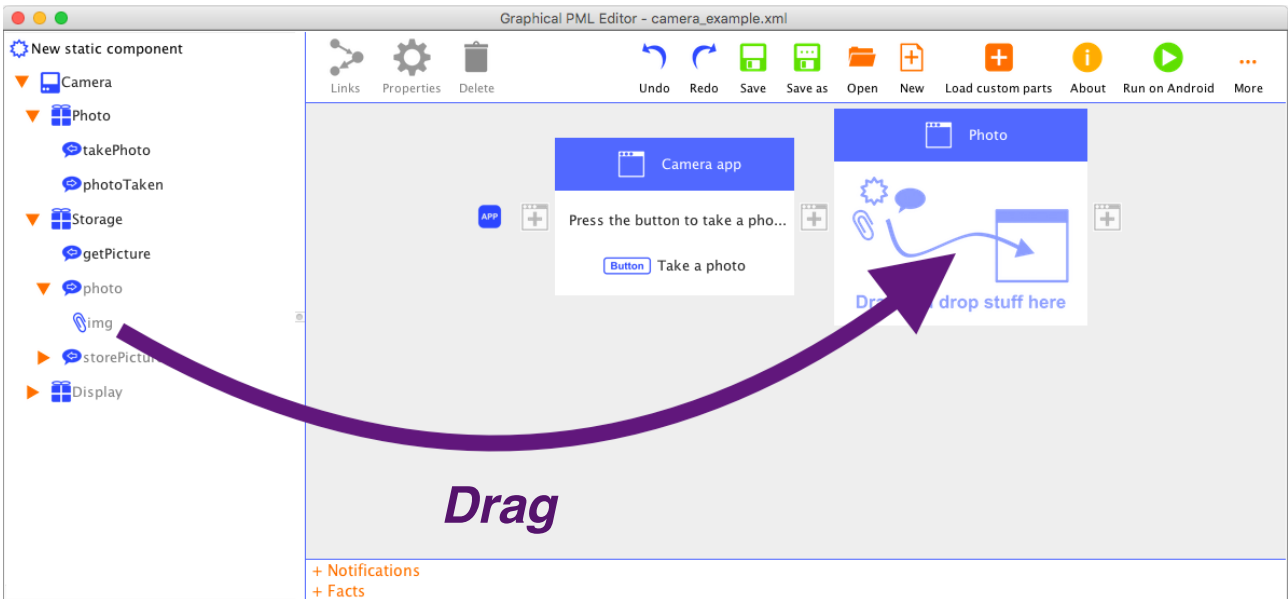 Graphical PML Editor - camera_example.xml
New static component
Camera
Photo
takePhoto
photoTaken
Storage
getPicture
photo
img
Display
Links Properties Delete Undo Redo Save Save as Open New Load custom parts About Run on Android More
APP
Camera app
Press the button to take a pho...
Button Take a photo
Photo
drop stuff here
Drag
+ Notifications
+ Facts